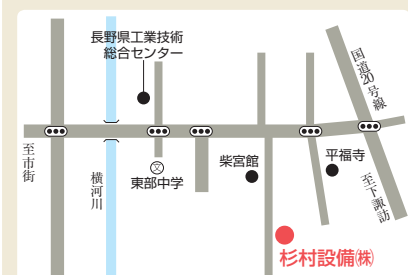 長野県工業技術
総合センター
国道20号線
至市街
横河川
文
東部中学
柴宮館
平福寺
至下諏訪
杉村設備㈱